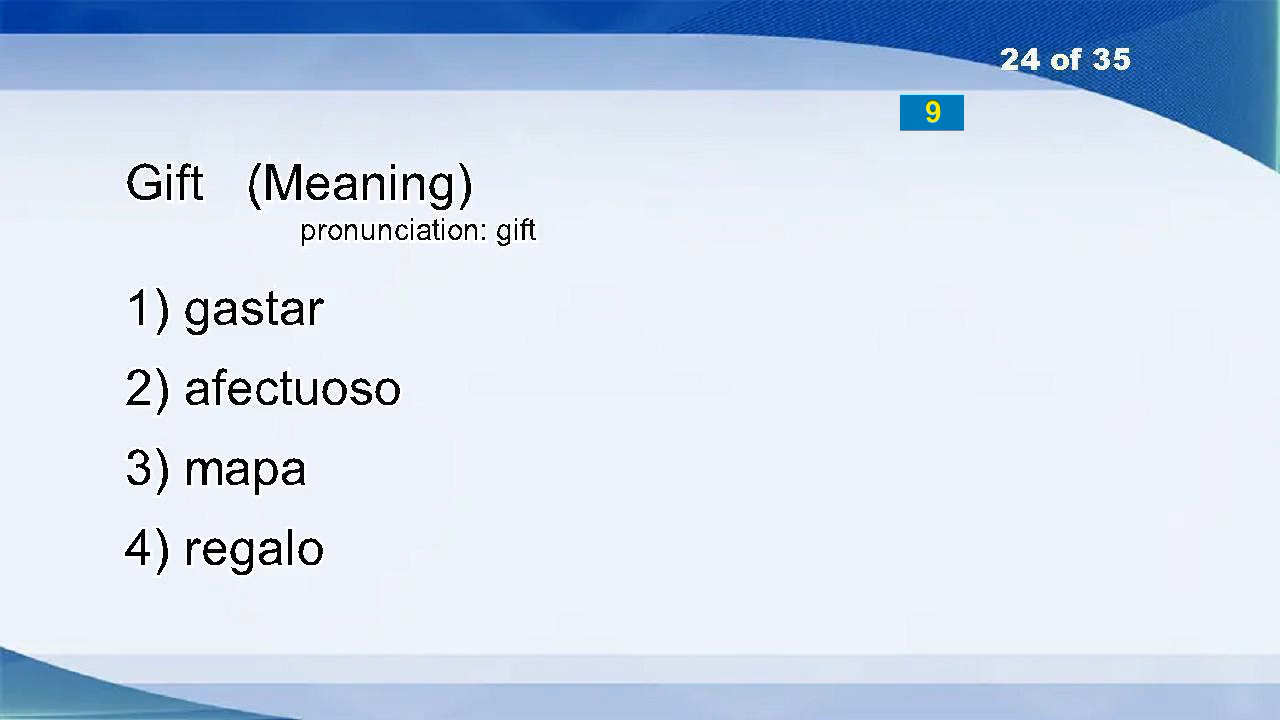 24 of 35
9
Gift (Meaning)
pronunciation: gift
1) gastar
2) afectuoso
3) mapa
4) regalo